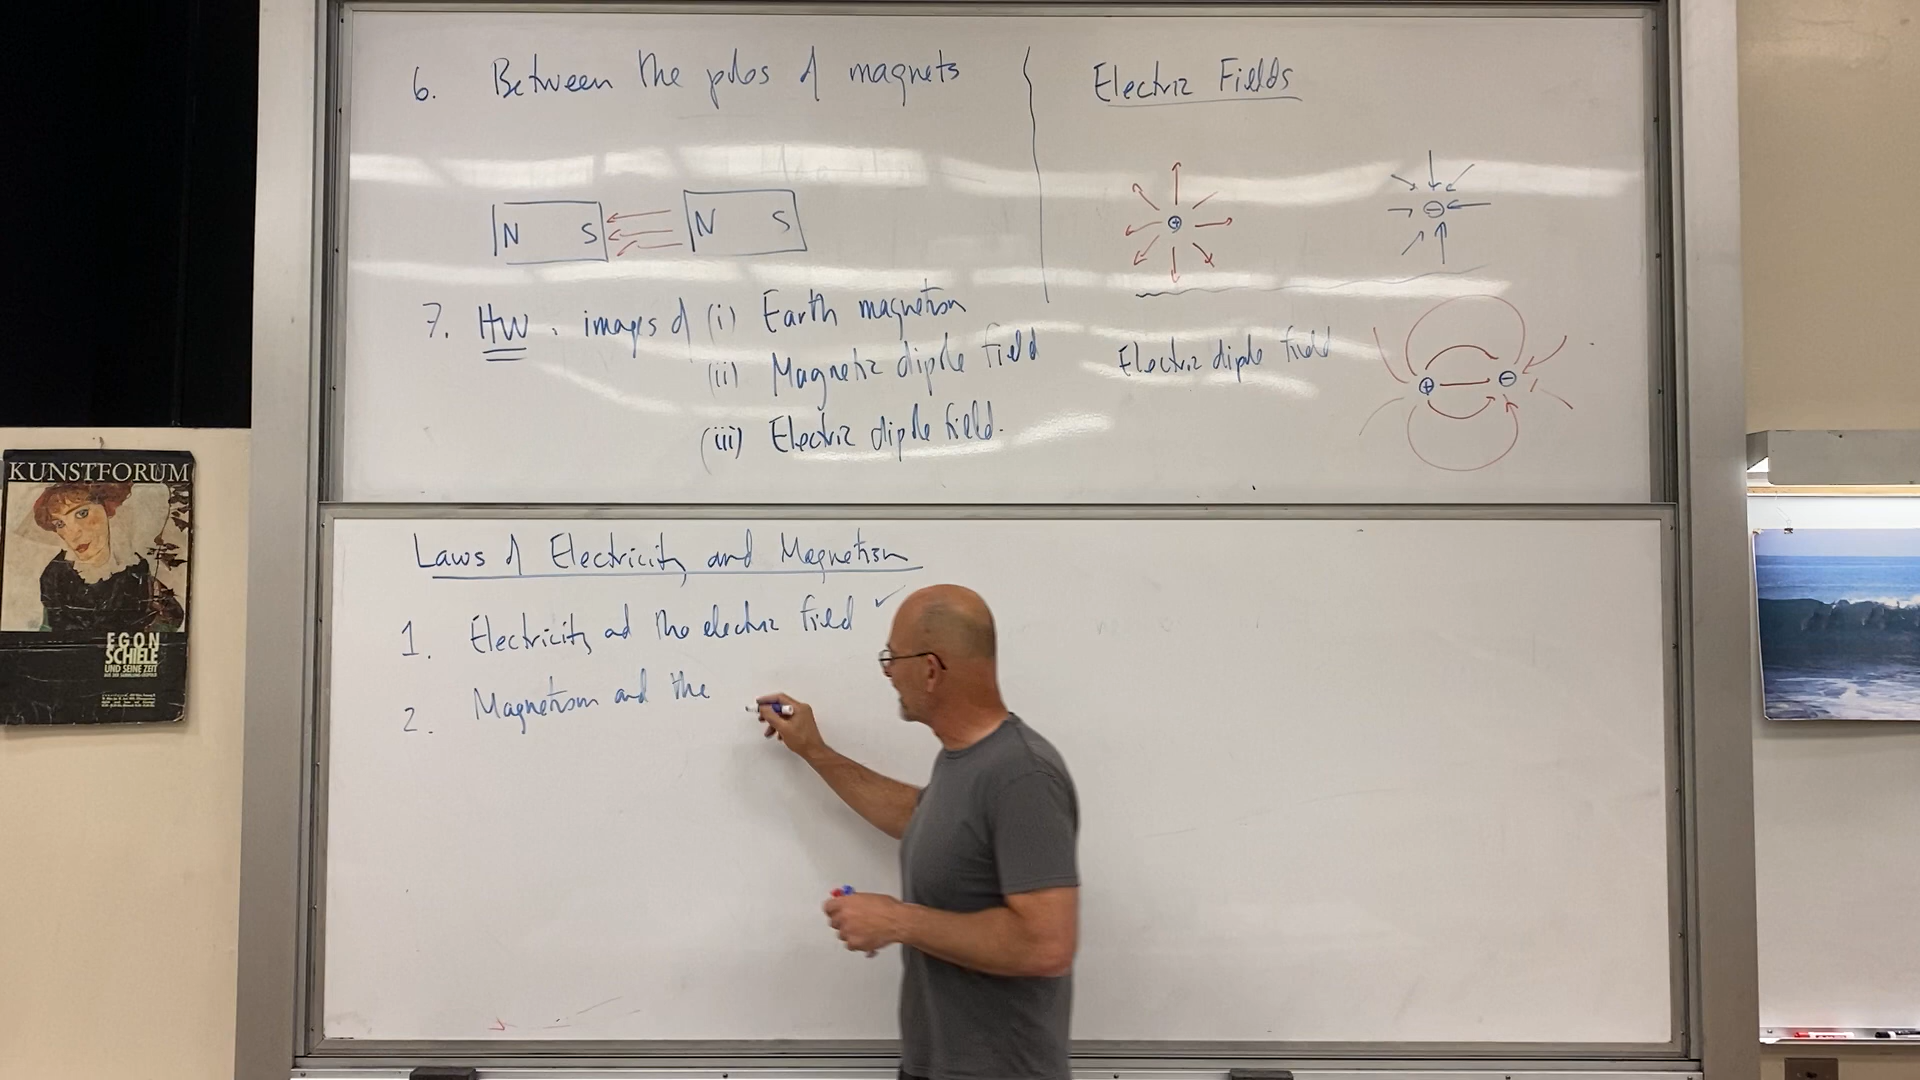 6. Between the poles of magnets
N S N S
7. HW. images of (i) Earth magnetism
(ii) Magnetic dipole field
(iii) Electric dipole field.
Electric Fields
+ −
Electric dipole field
+ −
Laws of Electricity and Magnetism
1. Electricity and the electric field ✓
2. Magnetism and the
KUNSTFORUM
EGON
SCHIELE
UND SEINE ZEIT